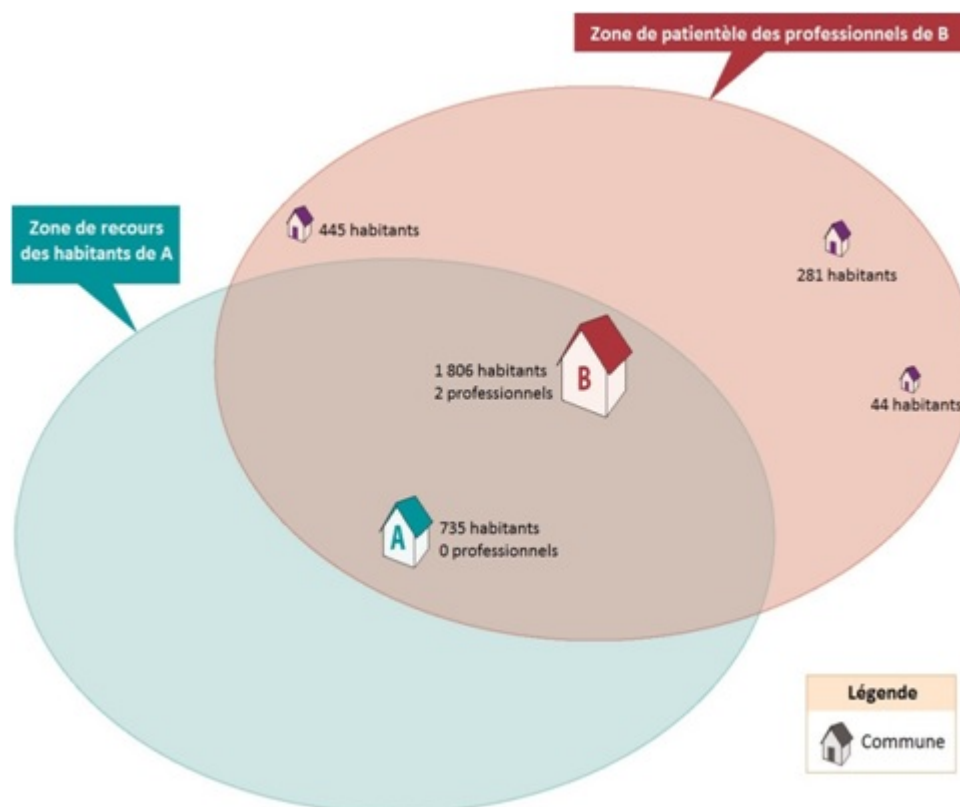 Zone de patientèle des professionnels de B
Zone de recours
des habitants de A
445 habitants
281 habitants
1 806 habitants
2 professionnels
B
44 habitants
A
735 habitants
0 professionnels
Légende
Commune